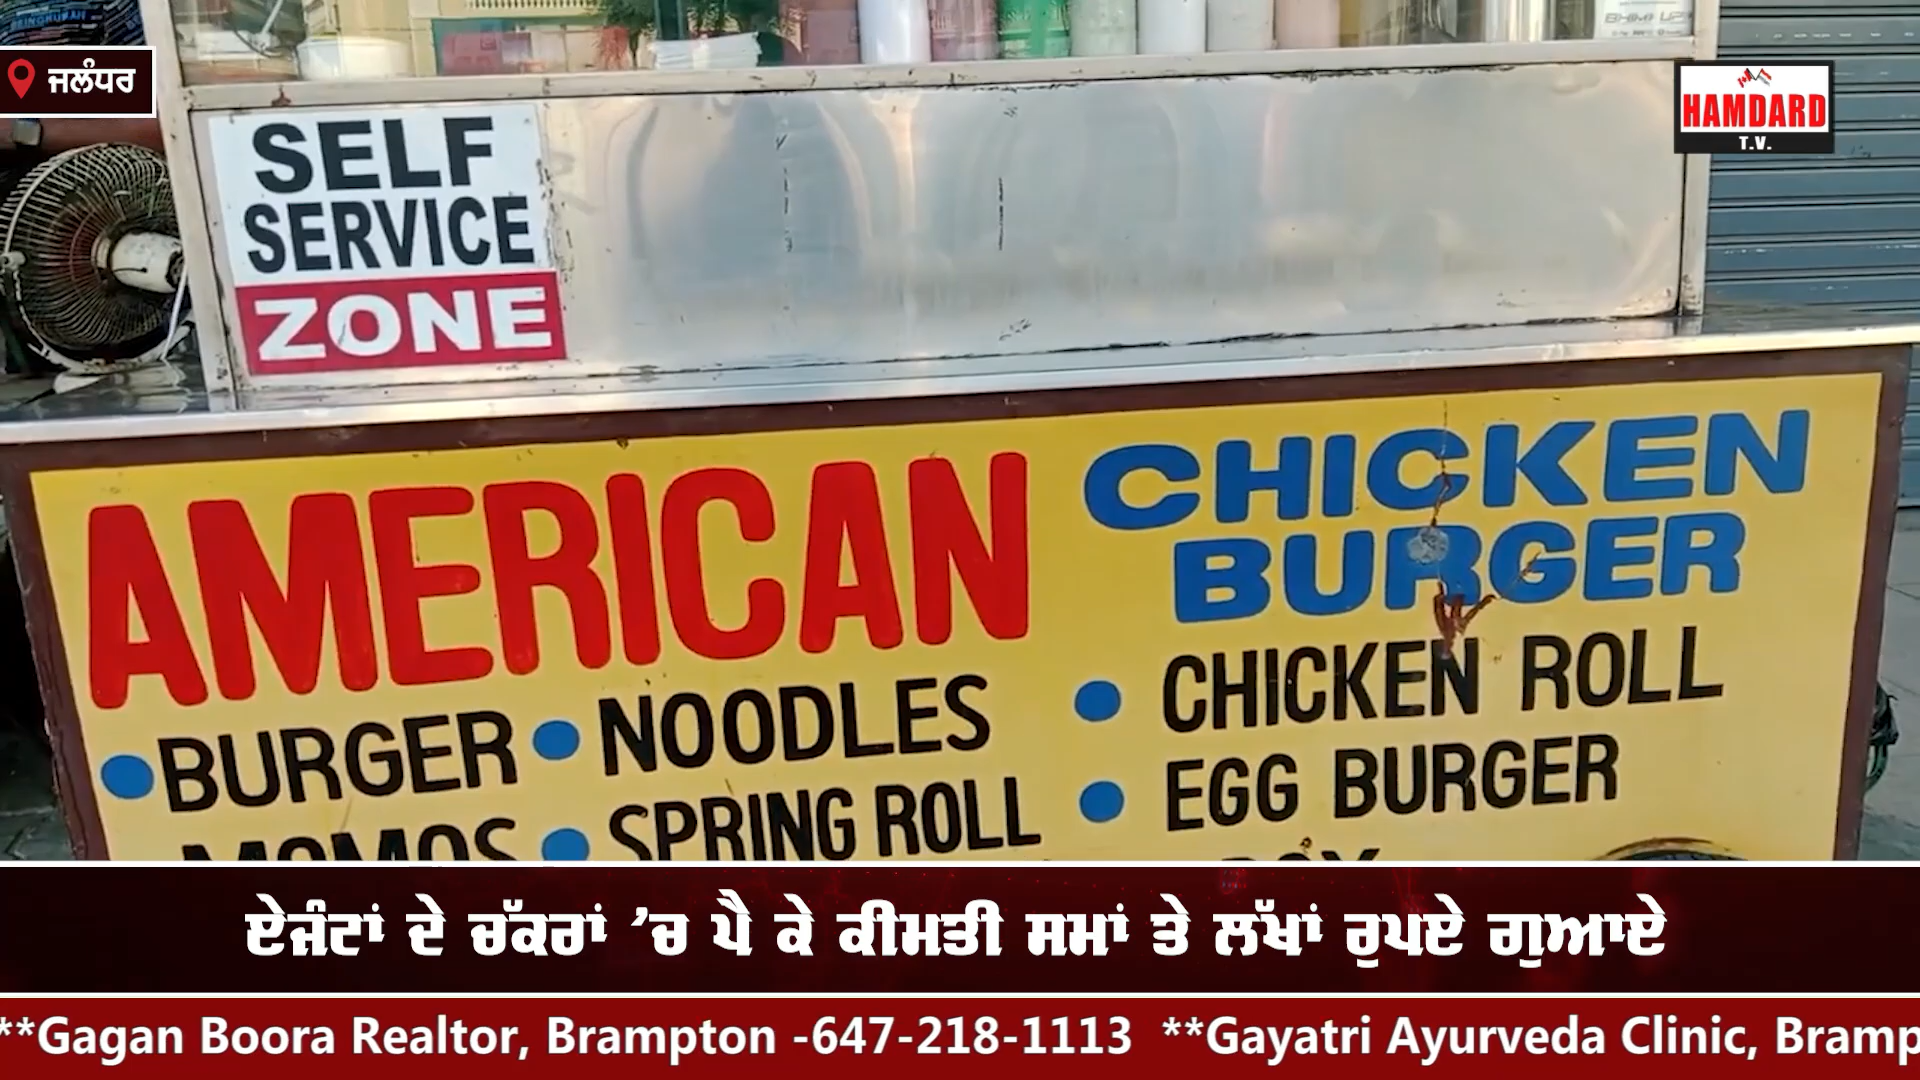 ਜਲੰਧਰ
HAMDARD
T.V.
SELF
SERVICE
ZONE
AMERICAN
CHICKEN
BURGER
• BURGER • NOODLES
• CHICKEN ROLL
MOMOS • SPRING ROLL
• EGG BURGER
ਏਜੰਟਾਂ ਦੇ ਚੱਕਰਾਂ ’ਚ ਪੈ ਕੇ ਕੀਮਤੀ ਸਮਾਂ ਤੇ ਲੱਖਾਂ ਰੁਪਏ ਗੁਆਏ
**Gagan Boora Realtor, Brampton -647-218-1113 **Gayatri Ayurveda Clinic, Bramp